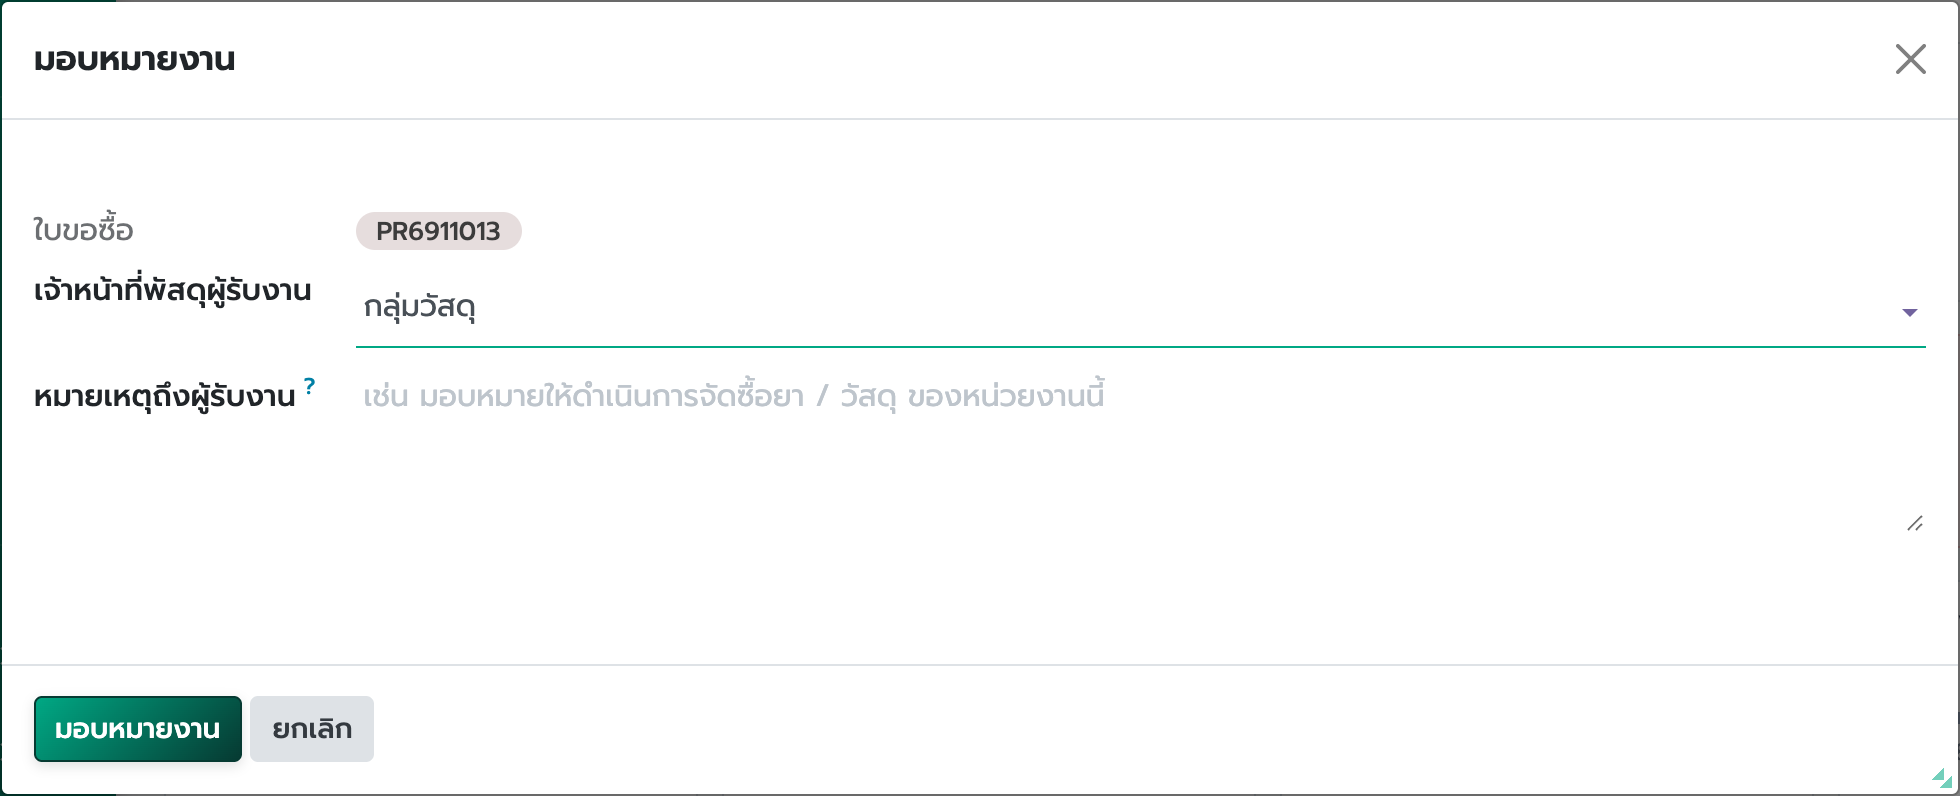 มอบหมายงาน
ใบขอซื้อ PR6911013
เจ้าหน้าที่พัสดุผู้รับงาน กลุ่มวัสดุ
หมายเหตุถึงผู้รับงาน ? เช่น มอบหมายให้ดำเนินการจัดซื้อยา / วัสดุ ของหน่วยงานนี้
มอบหมายงาน ยกเลิก